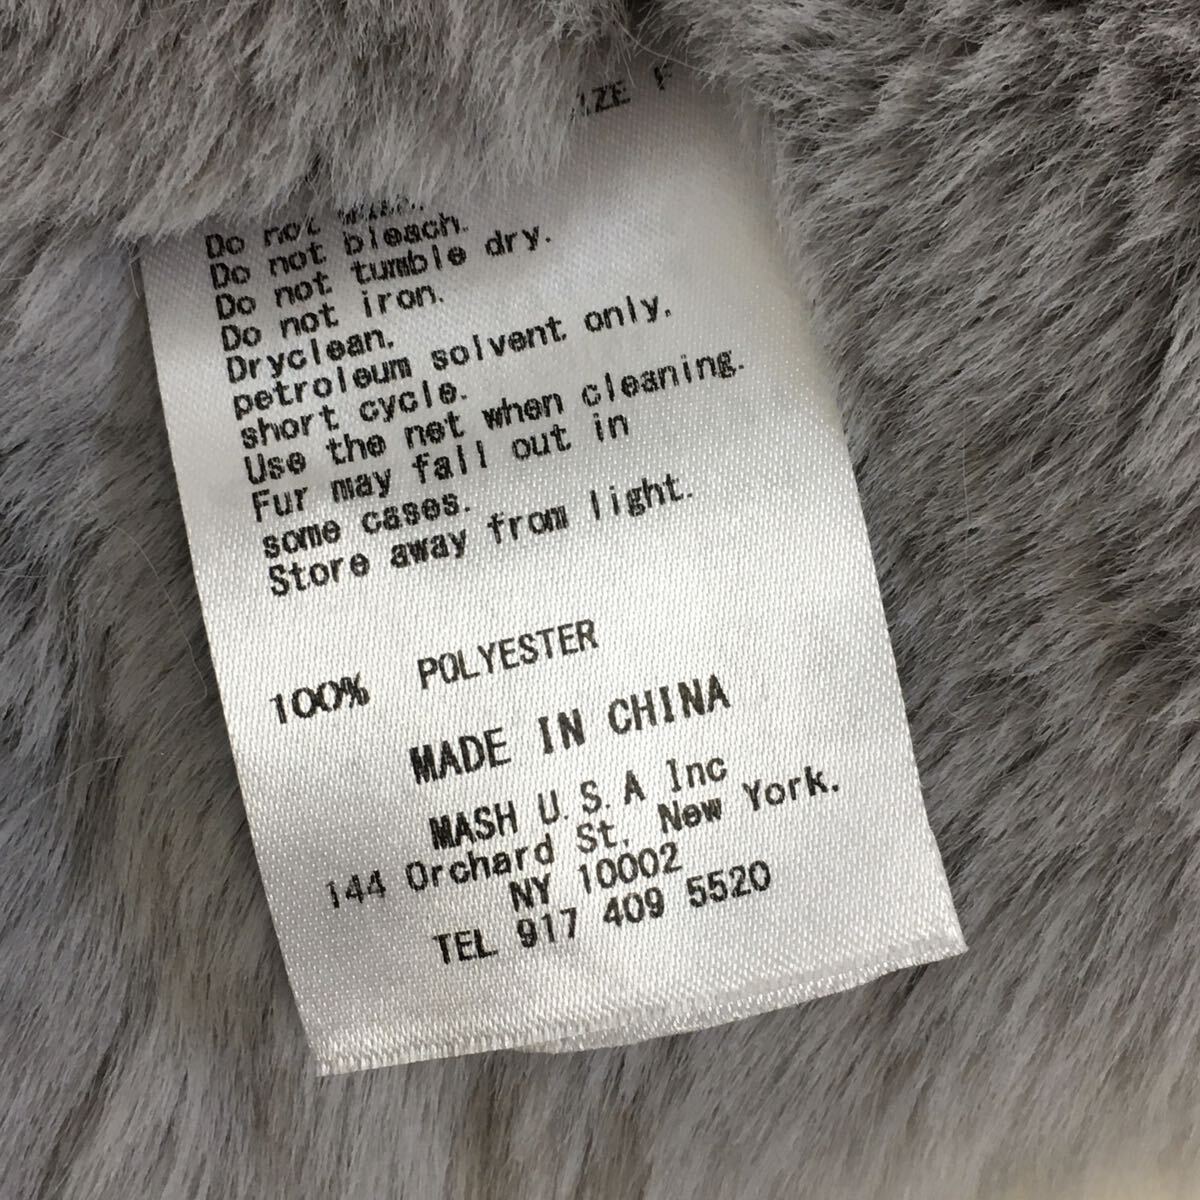 Do not
Do not bleach.
Do not tumble dry.
Do not iron.
Dryclean.
petroleum solvent only.
short cycle.
Use the net when cleaning.
Fur may fall out in
some cases.
Store away from light.
100% POLYESTER
MADE IN CHINA
MASH U.S.A Inc
144 Orchard St. New York.
NY 10002
TEL 917 409 5520